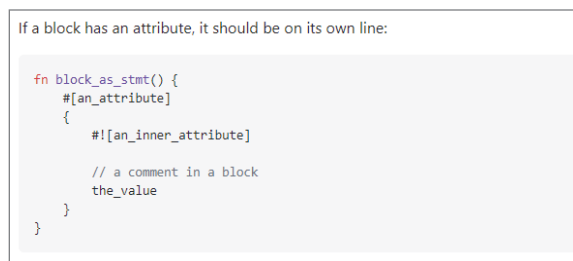 If a block has an attribute, it should be on its own line:
fn block_as_stmt() {
    #[an_attribute]
    {
        #![an_inner_attribute]

        // a comment in a block
        the_value
    }
}